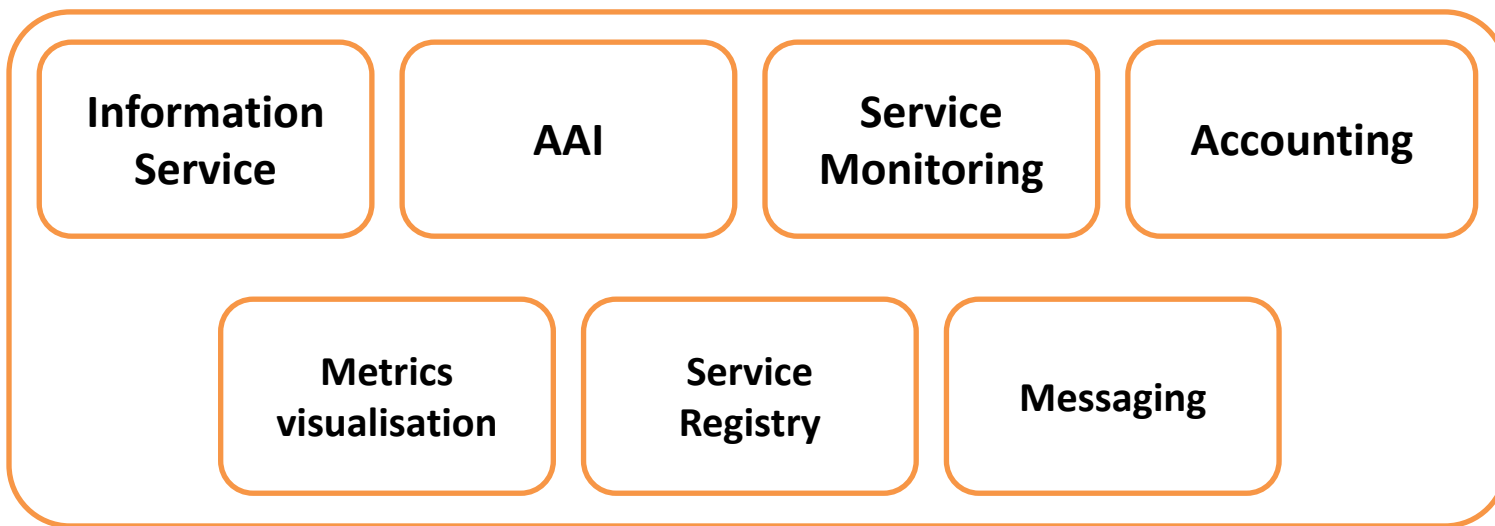 Information
Service
AAI
Service
Monitoring
Accounting
Metrics
visualisation
Service
Registry
Messaging